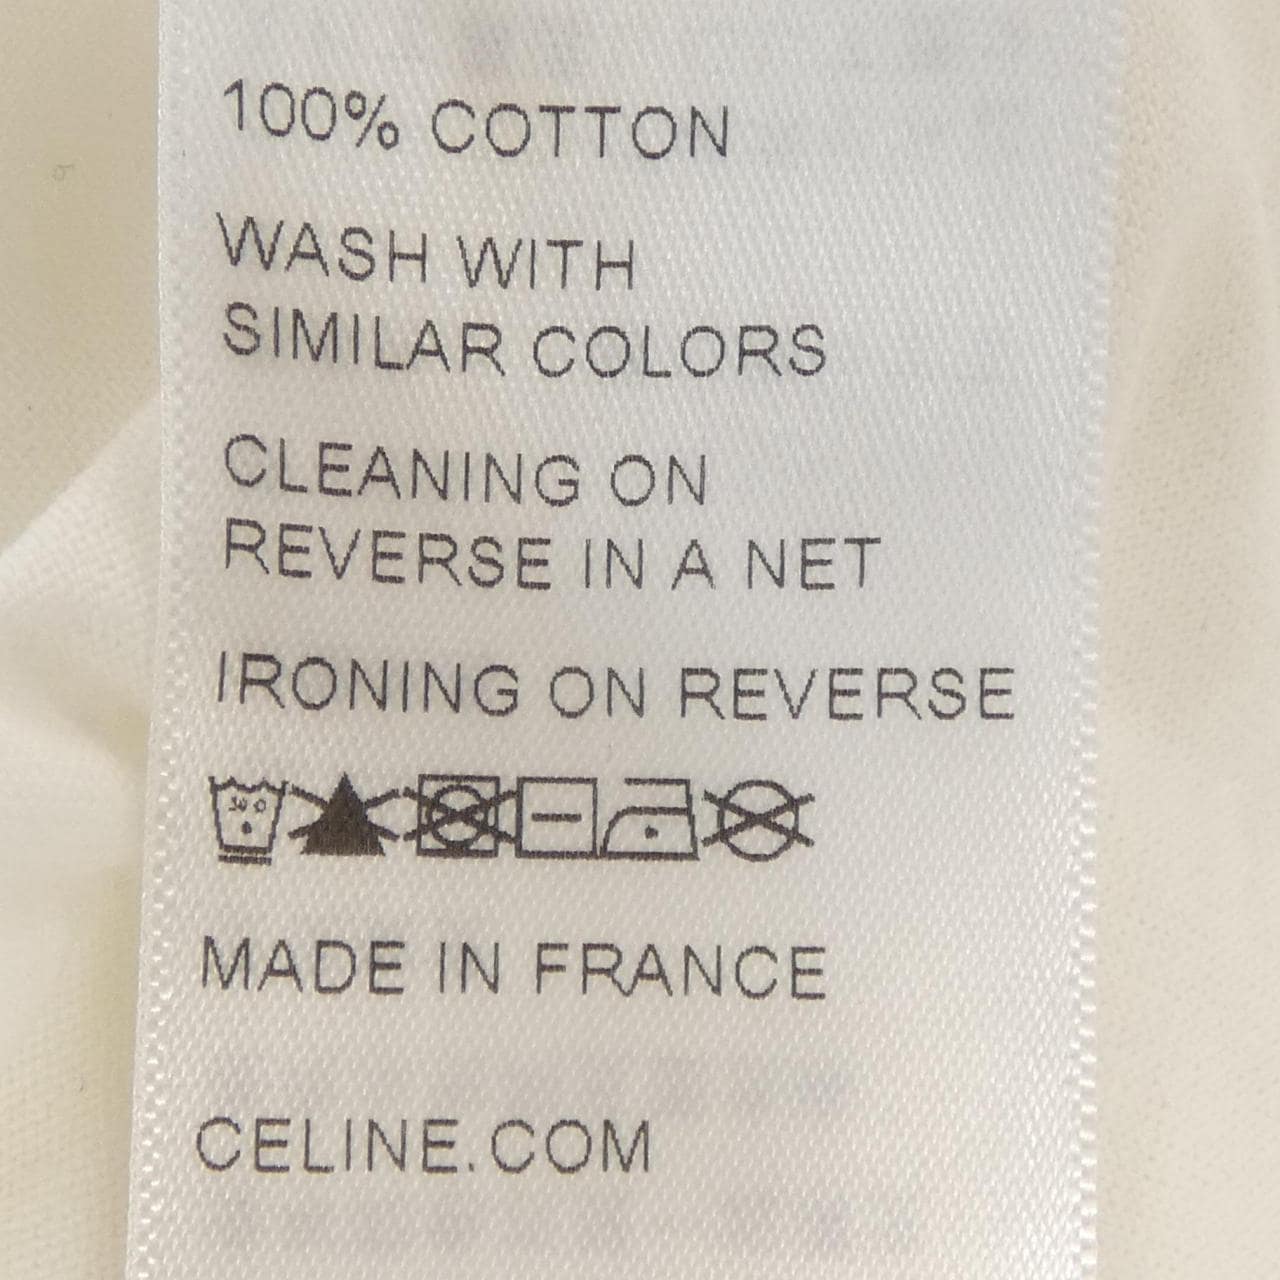 100% COTTON
WASH WITH
SIMILAR COLORS
CLEANING ON
REVERSE IN A NET
IRONING ON REVERSE
30
MADE IN FRANCE
CELINE.COM